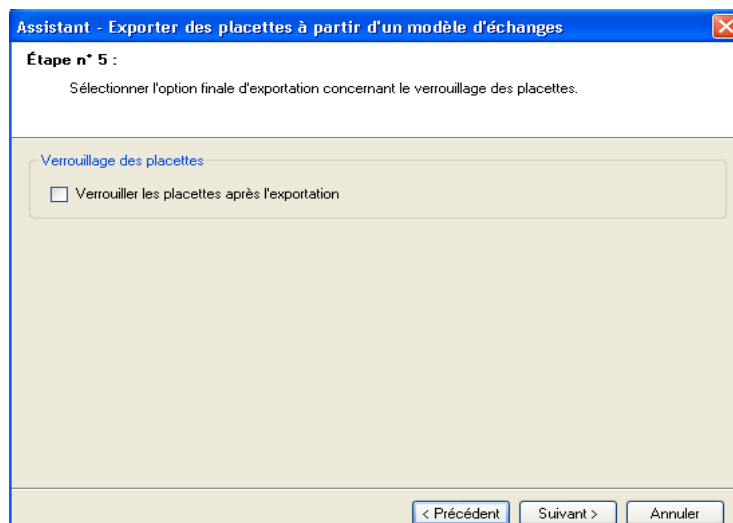 Assistant - Exporter des placettes à partir d'un modèle d'échanges
Étape n° 5 :
Sélectionner l'option finale d'exportation concernant le verrouillage des placettes.
Verrouillage des placettes
Verrouiller les placettes après l'exportation
< Précédent Suivant > Annuler